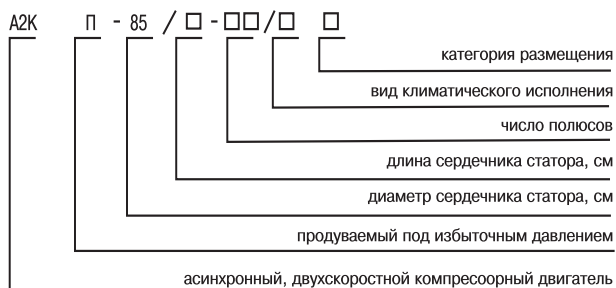 А2К П - 85 / □ - □□ / □ □
категория размещения
вид климатического исполнения
число полюсов
длина сердечника статора, см
диаметр сердечника статора, см
продуваемый под избыточным давлением
асинхронный, двухскоростной компресоорный двигатель